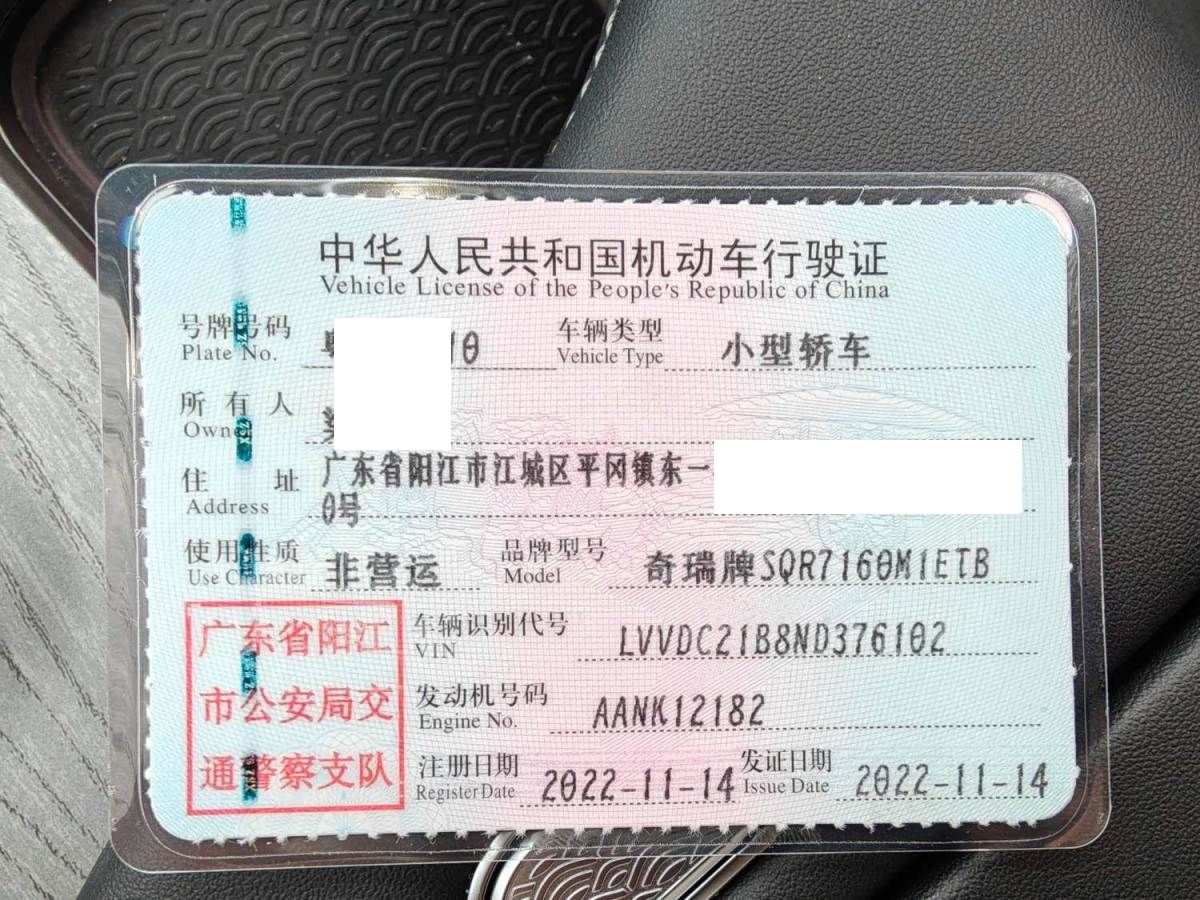 中华人民共和国机动车行驶证
Vehicle License of the People's Republic of China
号牌号码 10 车辆类型 小型轿车
Plate No. Vehicle Type
所有人
Owner
住址 广东省阳江市江城区平冈镇东一
Address 0号
使用性质 非营运 品牌型号 奇瑞牌SQR7160M1ETB
Use Character Model
广东省阳江
市公安局交
通警察支队
车辆识别代号 LVVDC21B8ND376102
VIN
发动机号码 AANK12182
Engine No.
注册日期 2022-11-14 发证日期 2022-11-14
Register Date Issue Date